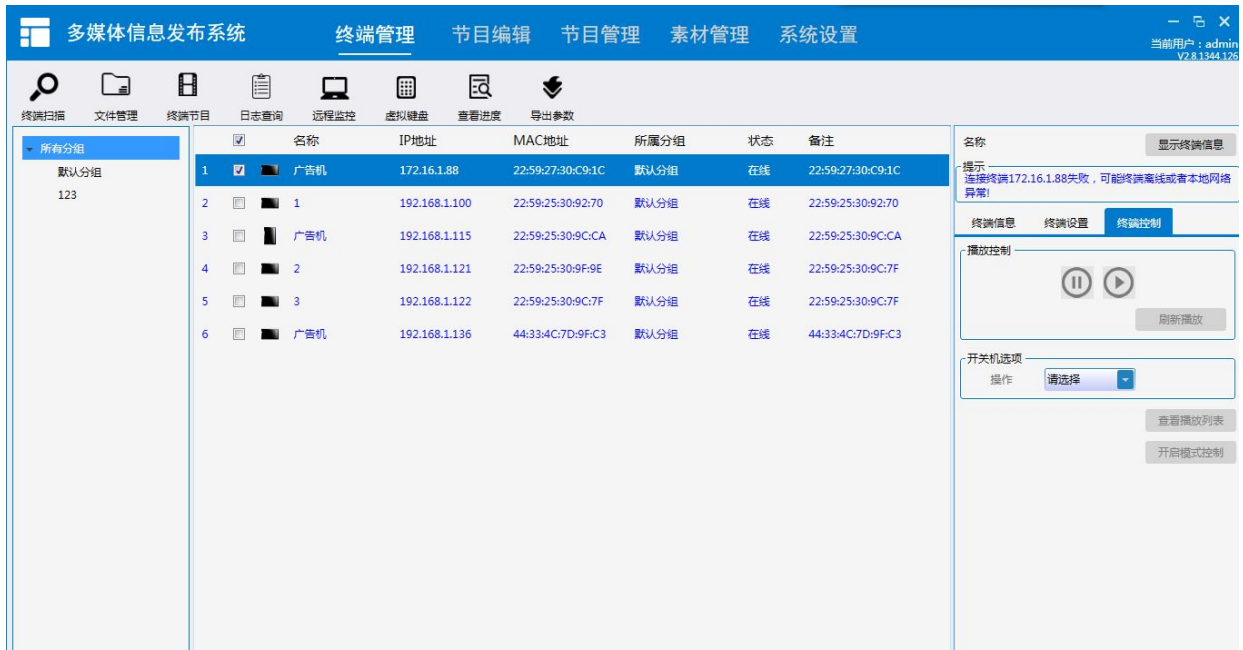 多媒体信息发布系统 终端管理 节目编辑 节目管理 素材管理 系统设置
当前用户：admin
V2.8.1344.126
终端扫描 文件管理 终端节目 日志查询 远程监控 虚拟键盘 查看进度 导出参数
所有分组
默认分组
123
名称 IP地址 MAC地址 所属分组 状态 备注
1 广告机 172.16.1.88 22:59:27:30:C9:1C 默认分组 在线 22:59:27:30:C9:1C
2 1 192.168.1.100 22:59:25:30:92:70 默认分组 在线 22:59:25:30:92:70
3 广告机 192.168.1.115 22:59:25:30:9C:CA 默认分组 在线 22:59:25:30:9C:CA
4 2 192.168.1.121 22:59:25:30:9F:9E 默认分组 在线 22:59:25:30:9C:7F
5 3 192.168.1.122 22:59:25:30:9C:7F 默认分组 在线 22:59:25:30:9C:7F
6 广告机 192.168.1.136 44:33:4C:7D:9F:C3 默认分组 在线 44:33:4C:7D:9F:C3
名称 显示终端信息
提示
连接终端172.16.1.88失败，可能终端离线或者本地网络
异常!
终端信息 终端设置 终端控制
播放控制
刷新播放
开关机选项
操作 请选择
查看播放列表
开启模式控制